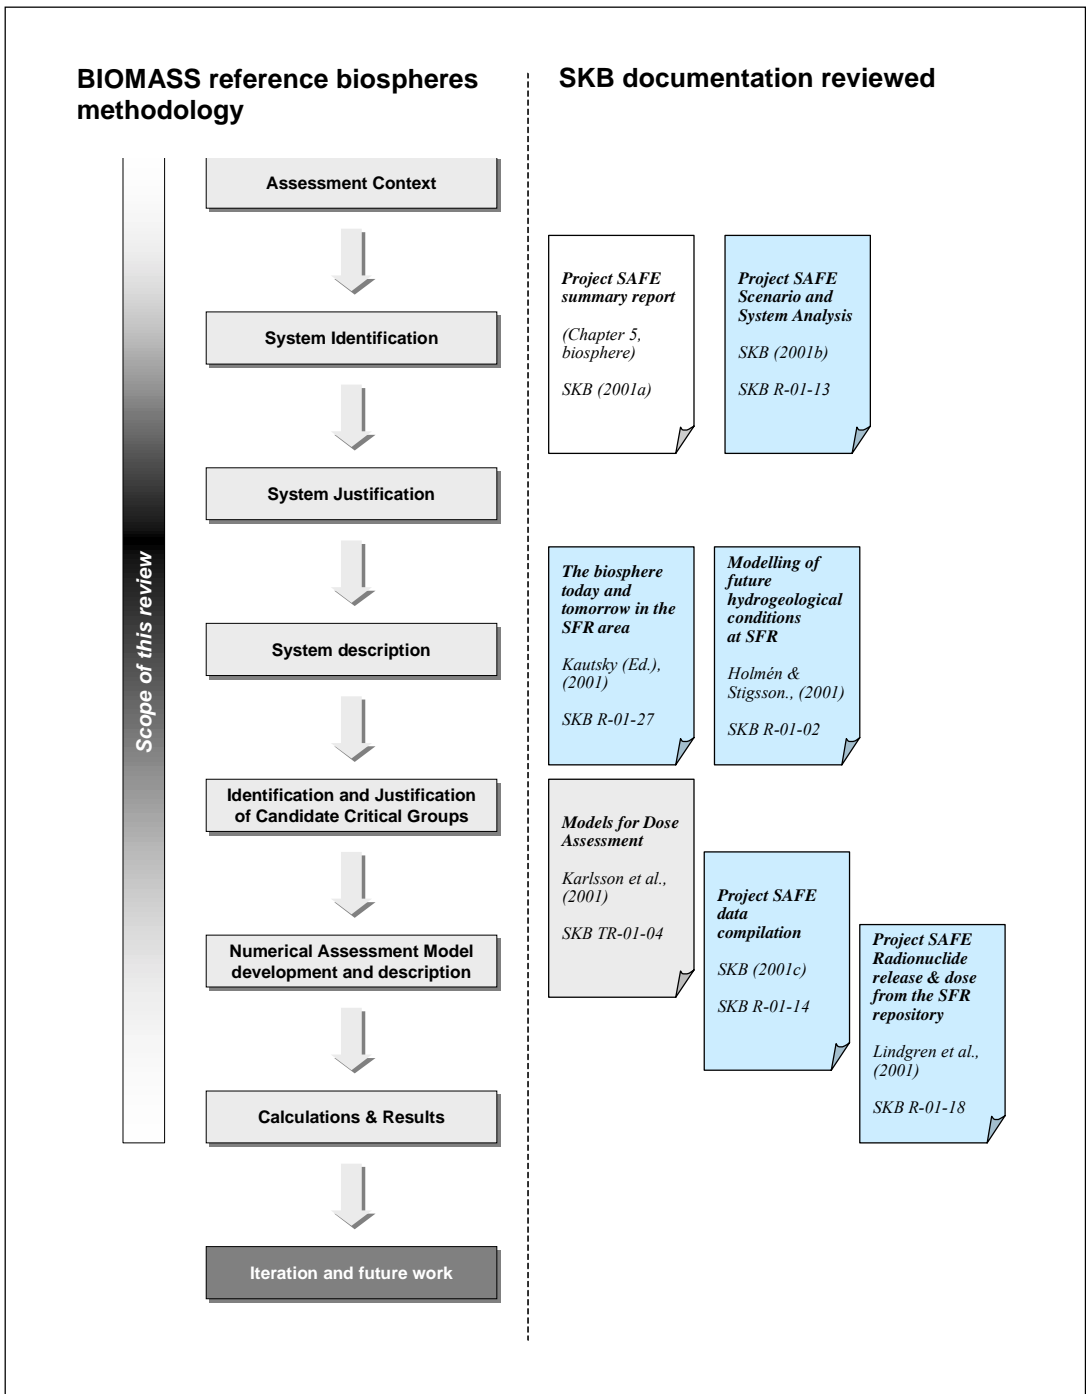 BIOMASS reference biospheres
methodology
Assessment Context
System Identification
System Justification
System description
Identification and Justification
of Candidate Critical Groups
Numerical Assessment Model
development and description
Calculations & Results
Iteration and future work
Scope of this review
SKB documentation reviewed
Project SAFE
summary report
(Chapter 5,
biosphere)
SKB (2001a)
Project SAFE
Scenario and
System Analysis
SKB (2001b)
SKB R-01-13
The biosphere
today and
tomorrow in the
SFR area
Kautsky (Ed.),
(2001)
SKB R-01-27
Modelling of
future
hydrogeological
conditions
at SFR
Holmén &
Stigsson., (2001)
SKB R-01-02
Models for Dose
Assessment
Karlsson et al.,
(2001)
SKB TR-01-04
Project SAFE
data
compilation
SKB (2001c)
SKB R-01-14
Project SAFE
Radionuclide
release & dose
from the SFR
repository
Lindgren et al.,
(2001)
SKB R-01-18